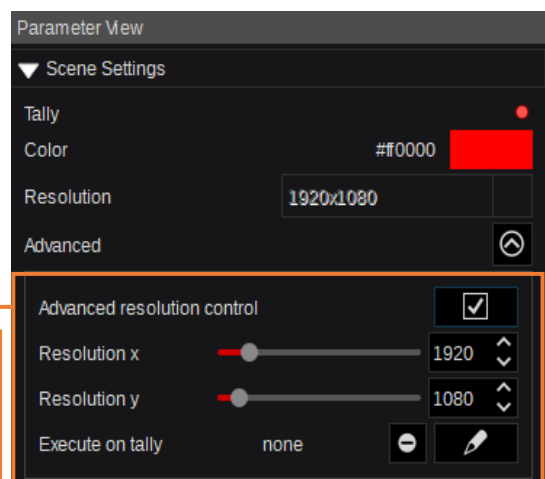 Parameter View
Scene Settings
Tally
Color #ff0000
Resolution 1920x1080
Advanced
Advanced resolution control
Resolution x 1920
Resolution y 1080
Execute on tally none